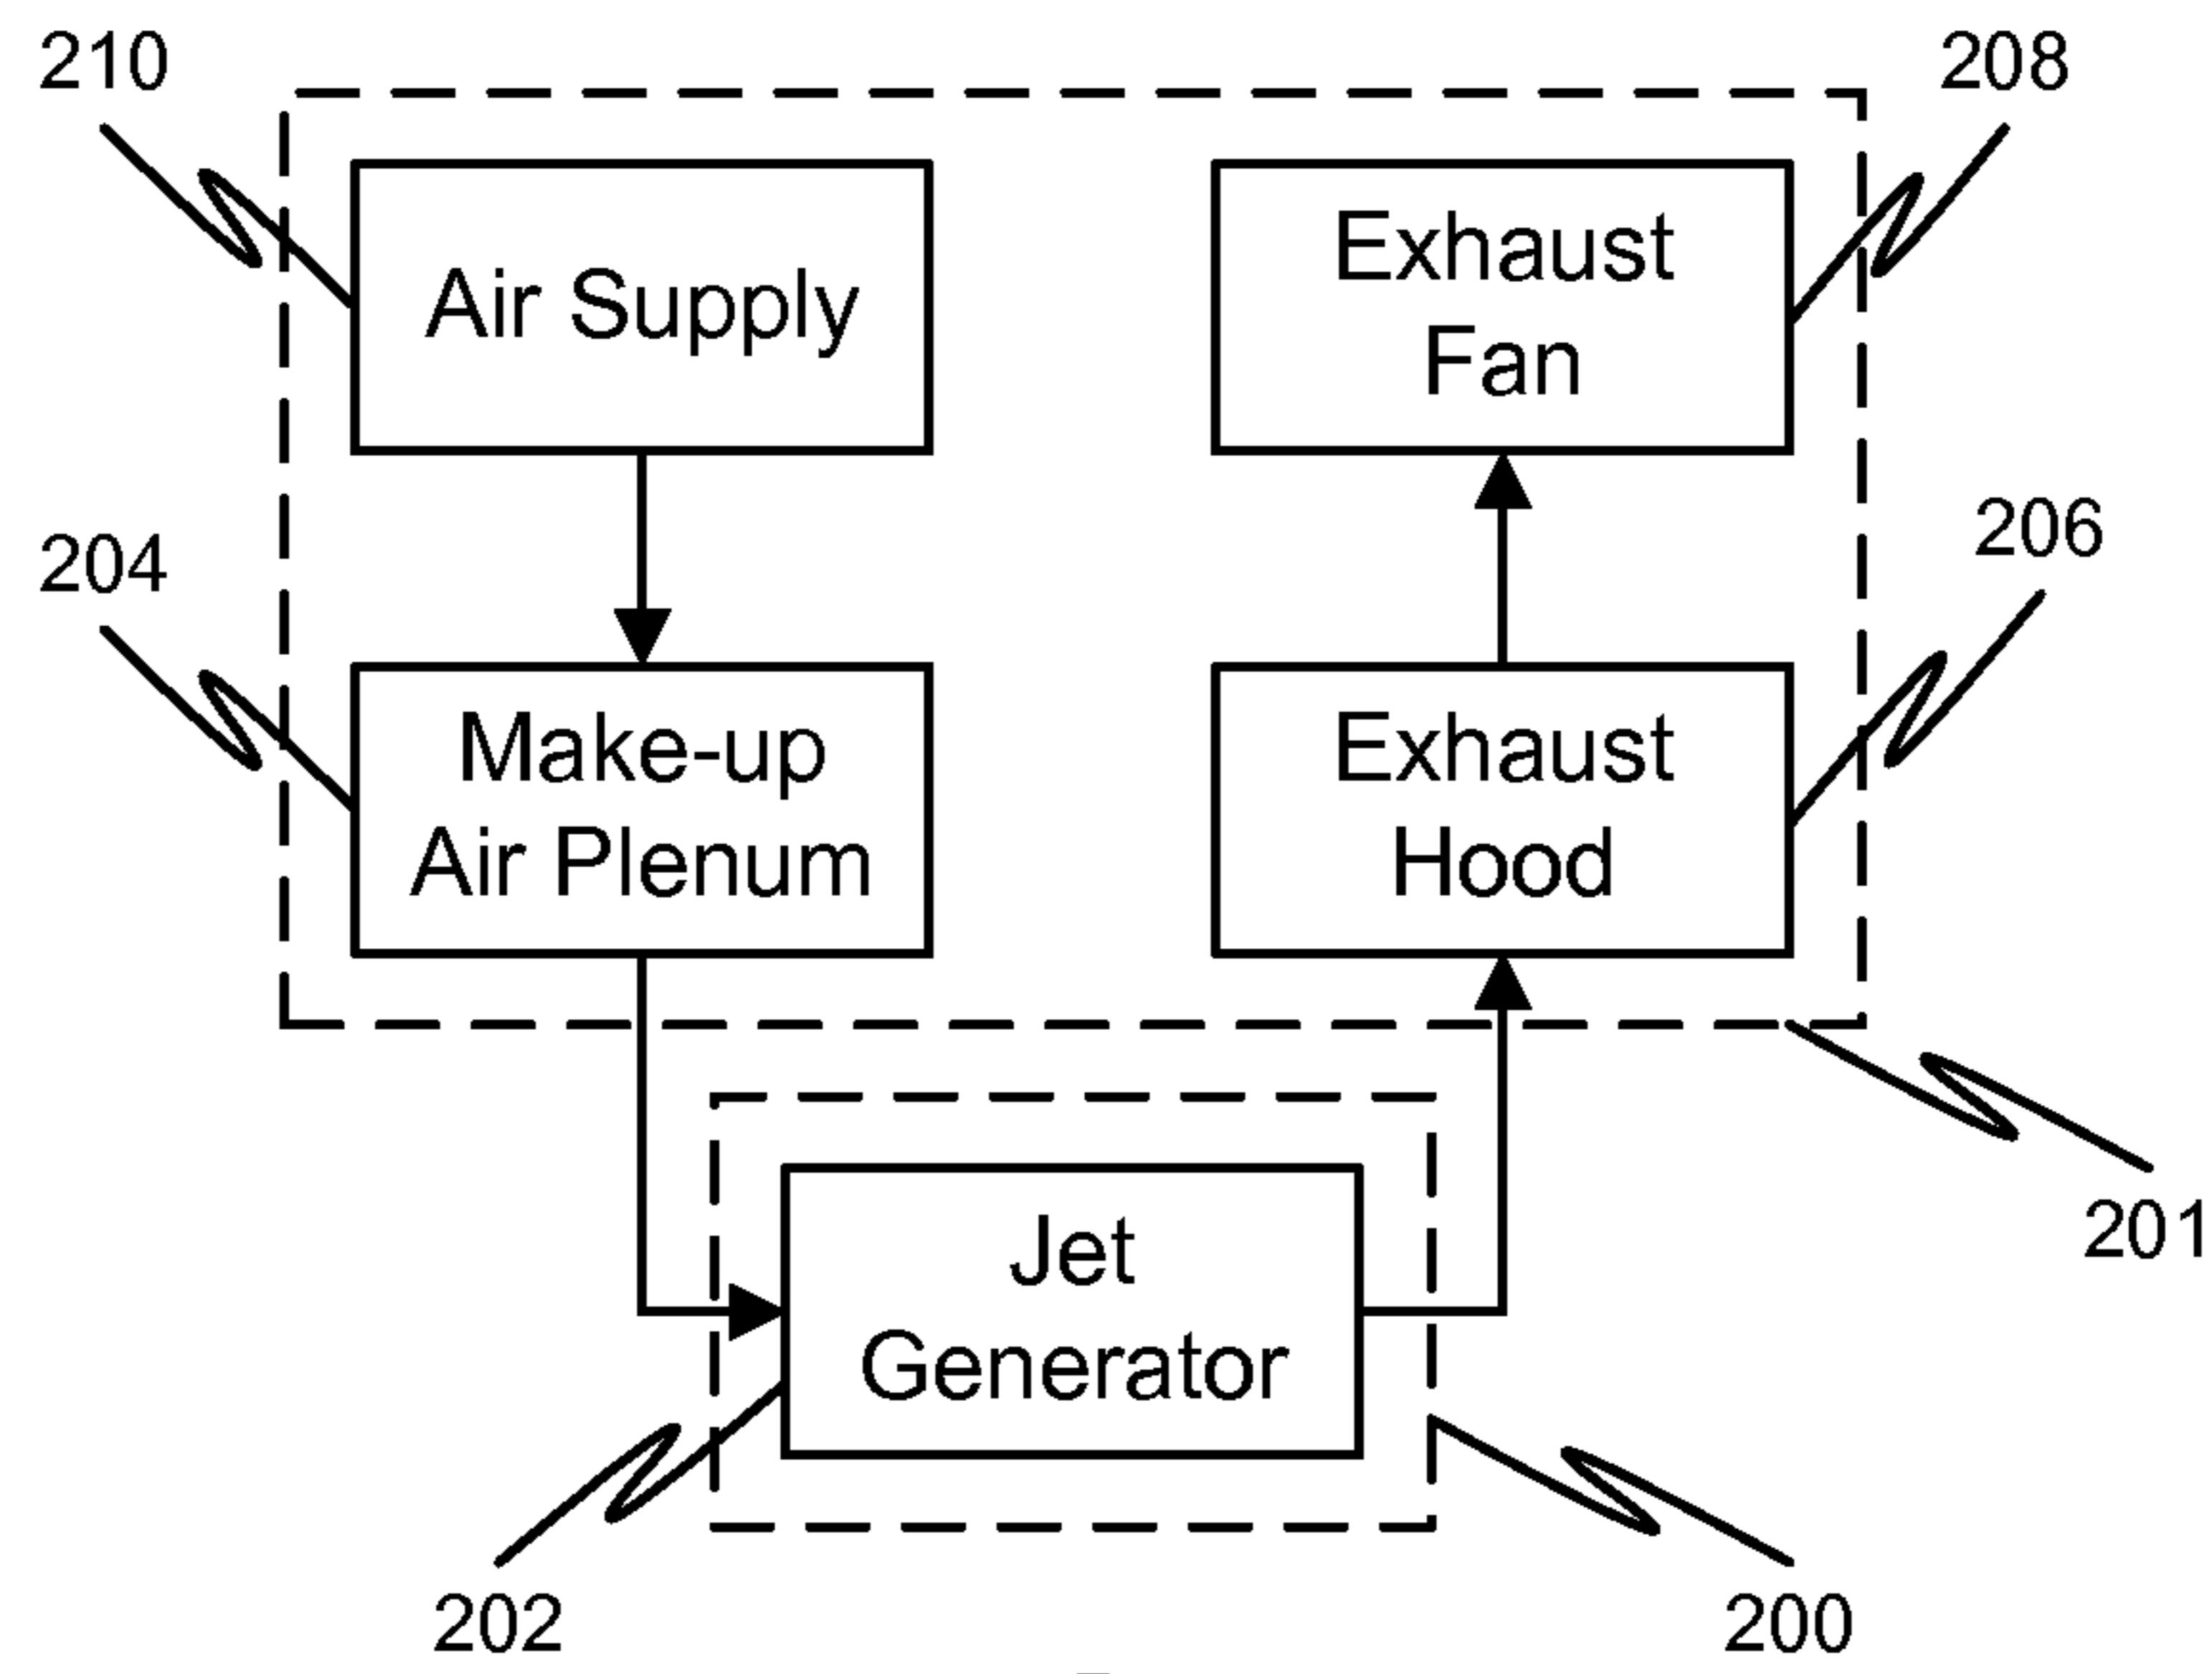 210
208
Air Supply
Exhaust
Fan
204
206
Make-up
Air Plenum
Exhaust
Hood
201
Jet
Generator
202
200